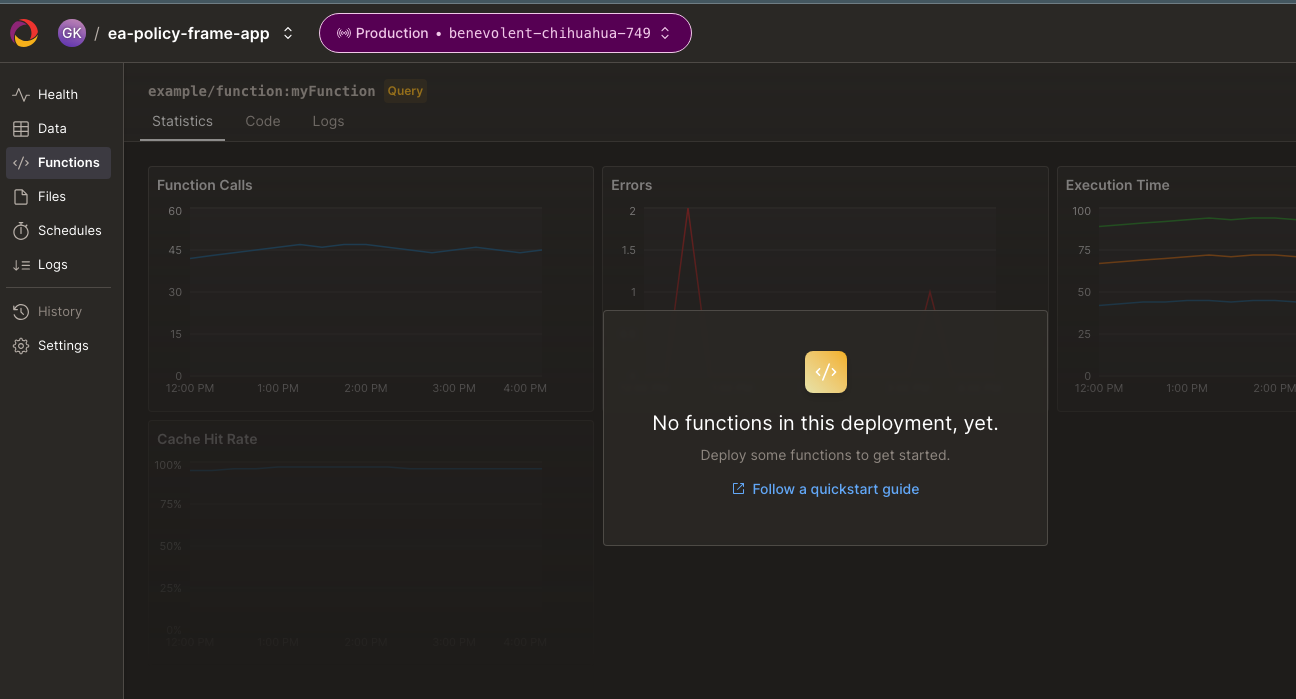 GK / ea-policy-frame-app Production • benevolent-chihuahua-749
Health
Data
Functions
Files
Schedules
Logs
History
Settings
example/function:myFunction Query
Statistics Code Logs
Function Calls
60
45
30
15
0
12:00 PM 1:00 PM 2:00 PM 3:00 PM 4:00 PM
Errors
2
1.5
1
Execution Time
100
75
50
25
0
12:00 PM 1:00 PM 2:00 PM
Cache Hit Rate
100%
75%
50%
25%
0%
12:00 PM 1:00 PM 2:00 PM 3:00 PM 4:00 PM
No functions in this deployment, yet.
Deploy some functions to get started.
Follow a quickstart guide